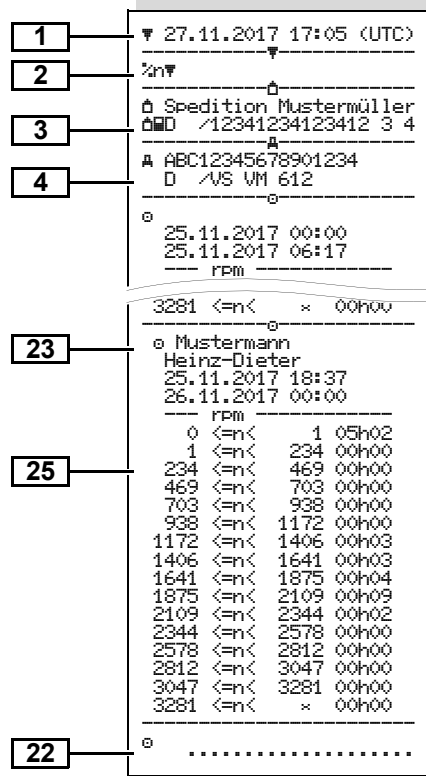 1 ▼ 27.11.2017 17:05 (UTC)
2 %n▼
Spedition Mustermüller
3 D /12341234123412 3 4
ABC12345678901234
4 D /VS VM 612
25.11.2017 00:00
25.11.2017 06:17
--- rpm ---
3281 <=n< × 00h00
23 Mustermann
Heinz-Dieter
25.11.2017 18:37
26.11.2017 00:00
--- rpm ---
0 <=n< 1 05h02
1 <=n< 234 00h00
25 234 <=n< 469 00h00
469 <=n< 703 00h00
703 <=n< 938 00h00
938 <=n< 1172 00h00
1172 <=n< 1406 00h03
1406 <=n< 1641 00h03
1641 <=n< 1875 00h04
1875 <=n< 2109 00h09
2109 <=n< 2344 00h02
2344 <=n< 2578 00h00
2578 <=n< 2812 00h00
2812 <=n< 3047 00h00
3047 <=n< 3281 00h00
3281 <=n< × 00h00
22 ....................